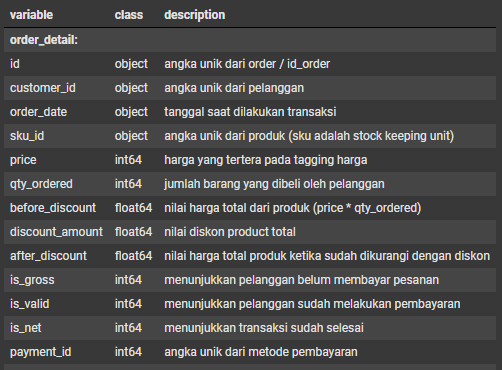 variable class description
order_detail:
id object angka unik dari order / id_order
customer_id object angka unik dari pelanggan
order_date object tanggal saat dilakukan transaksi
sku_id object angka unik dari produk (sku adalah stock keeping unit)
price int64 harga yang tertera pada tagging harga
qty_ordered int64 jumlah barang yang dibeli oleh pelanggan
before_discount float64 nilai harga total dari produk (price * qty_ordered)
discount_amount float64 nilai diskon product total
after_discount float64 nilai harga total produk ketika sudah dikurangi dengan diskon
is_gross int64 menunjukkan pelanggan belum membayar pesanan
is_valid int64 menunjukkan pelanggan sudah melakukan pembayaran
is_net int64 menunjukkan transaksi sudah selesai
payment_id int64 angka unik dari metode pembayaran